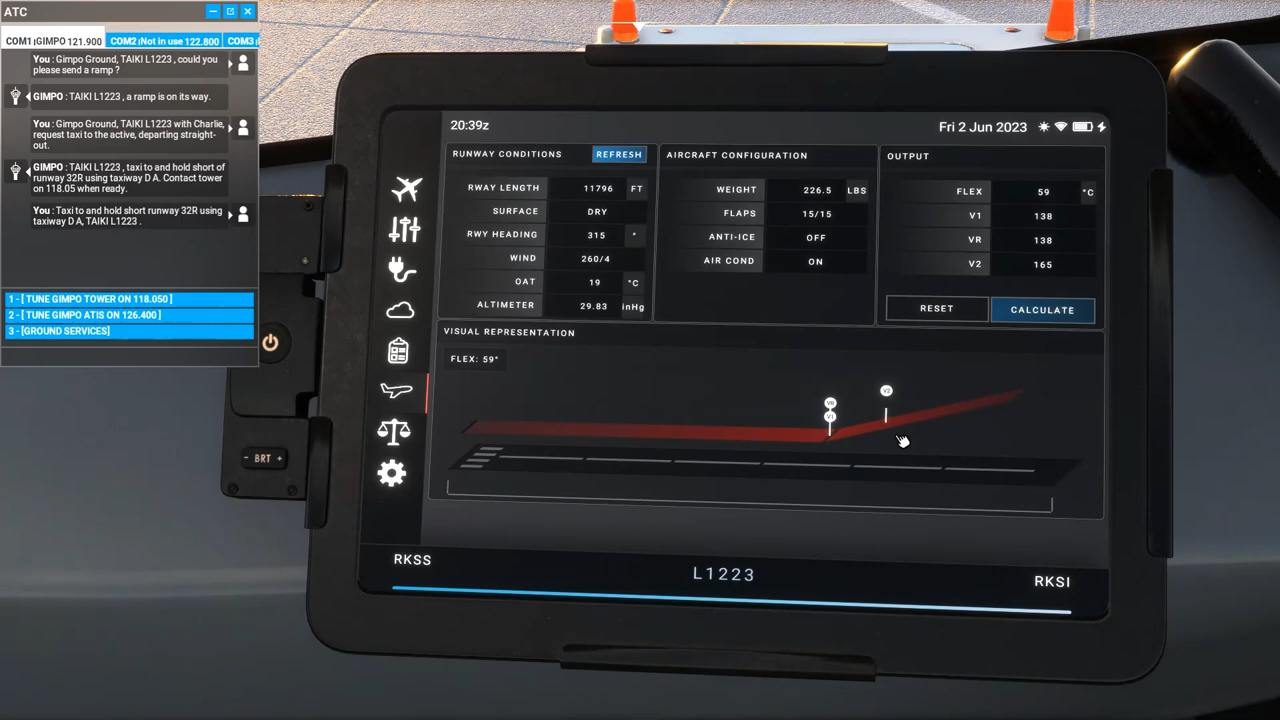 ATC
COM1 GIMPO 121.900 COM2 Not in use 122.800 COM3
You : Gimpo Ground, TAIKI L1223 , could you
please send a ramp ?
GIMPO : TAIKI L1223 , a ramp is on its way.
You : Gimpo Ground, TAIKI L1223 with Charlie,
request taxi to the active, departing straight-
out.
GIMPO : TAIKI L1223 , taxi to and hold short of
runway 32R using taxiway D A. Contact tower
on 118.05 when ready.
You : Taxi to and hold short runway 32R using
taxiway D A, TAIKI L1223 .
1 - [ TUNE GIMPO TOWER ON 118.050 ]
2 - [ TUNE GIMPO ATIS ON 126.400 ]
3 - [GROUND SERVICES]
- BRT +
20:39z
Fri 2 Jun 2023
RUNWAY CONDITIONS REFRESH
RWAY LENGTH 11796 FT
SURFACE DRY
RWY HEADING 315 °
WIND 260/4
OAT 19 °C
ALTIMETER 29.83 inHg
AIRCRAFT CONFIGURATION
WEIGHT 226.5 LBS
FLAPS 15/15
ANTI-ICE OFF
AIR COND ON
OUTPUT
FLEX 59 °C
V1 138
VR 138
V2 165
RESET CALCULATE
VISUAL REPRESENTATION
FLEX: 59°
V2
VR
V1
RKSS L1223 RKSI